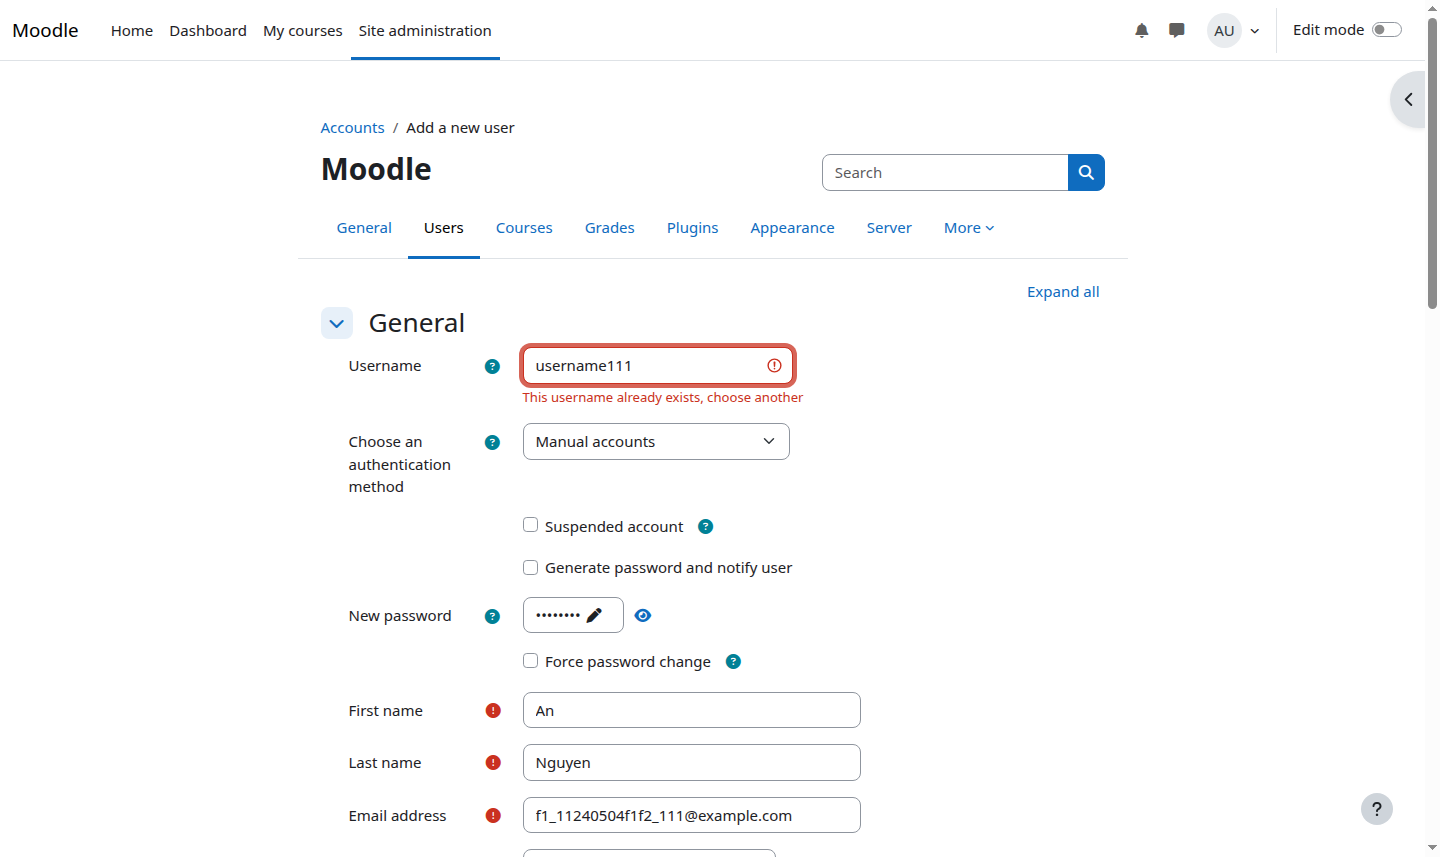 Moodle Home Dashboard My courses Site administration AU Edit mode
Accounts / Add a new user
Moodle
Search
General Users Courses Grades Plugins Appearance Server More
Expand all
General
Username ? username111
This username already exists, choose another
Choose an authentication method ? Manual accounts
Suspended account ?
Generate password and notify user
New password ? ••••••••
Force password change ?
First name An
Last name Nguyen
Email address f1_11240504f1f2_111@example.com
?